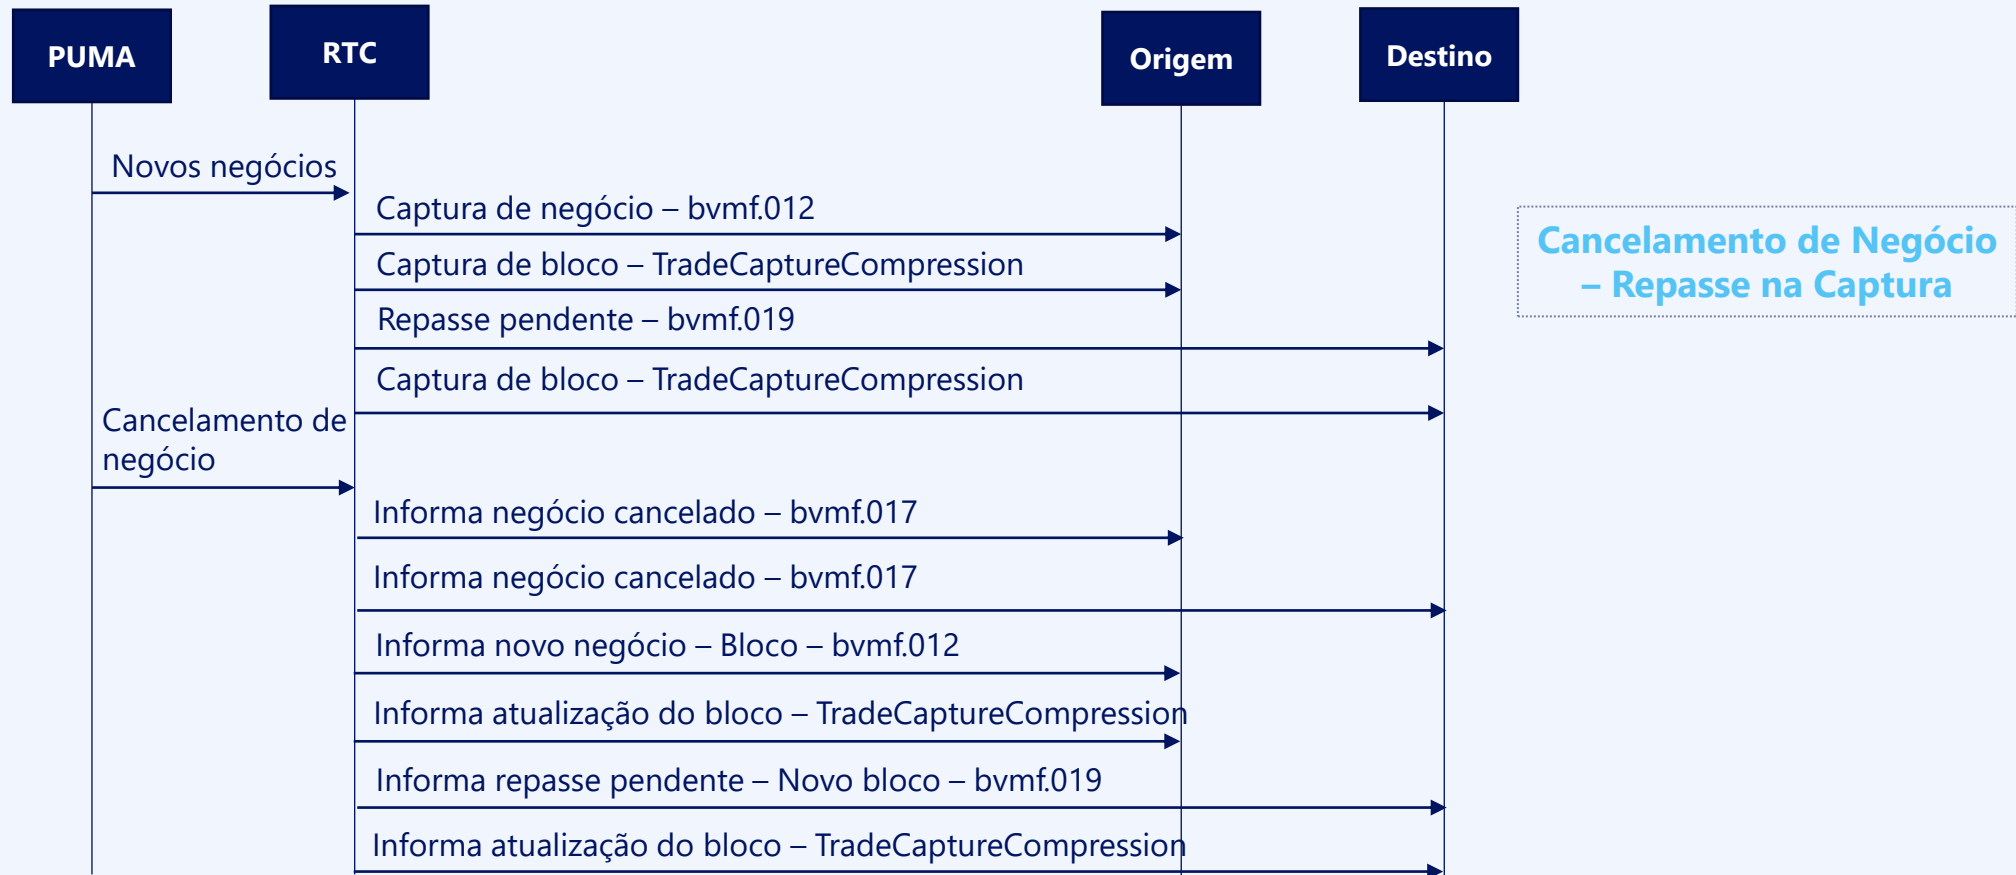 PUMA
RTC
Origem
Destino
Novos negócios
Captura de negócio – bvmf.012
Cancelamento de Negócio
– Repasse na Captura
Captura de bloco – TradeCaptureCompression
Repasse pendente – bvmf.019
Captura de bloco – TradeCaptureCompression
Cancelamento de
negócio
Informa negócio cancelado – bvmf.017
Informa negócio cancelado – bvmf.017
Informa novo negócio – Bloco – bvmf.012
Informa atualização do bloco – TradeCaptureCompression
Informa repasse pendente – Novo bloco – bvmf.019
Informa atualização do bloco – TradeCaptureCompression